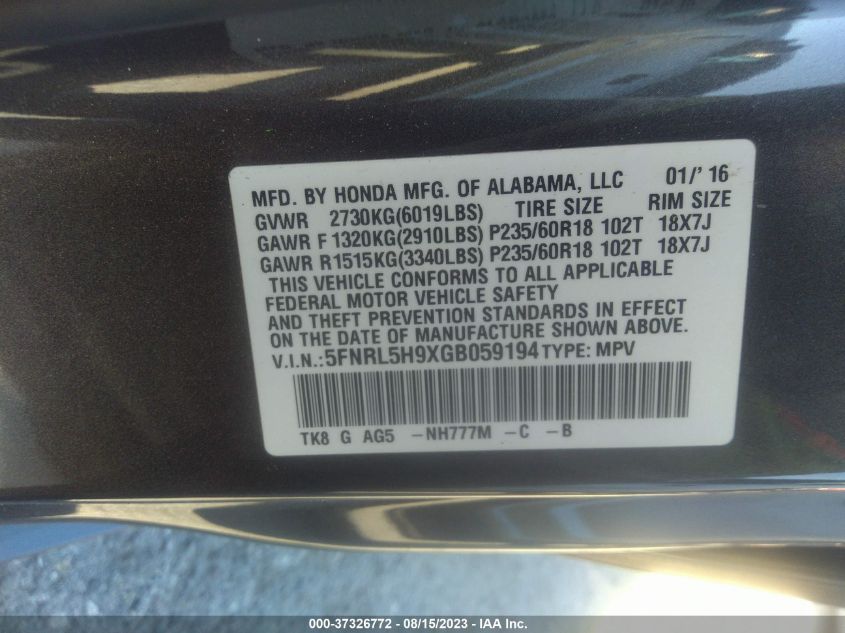 MFD. BY HONDA MFG. OF ALABAMA, LLC 01/'16
GVWR 2730KG(6019LBS) TIRE SIZE RIM SIZE
GAWR F 1320KG(2910LBS) P235/60R18 102T 18X7J
GAWR R1515KG(3340LBS) P235/60R18 102T 18X7J
THIS VEHICLE CONFORMS TO ALL APPLICABLE
FEDERAL MOTOR VEHICLE SAFETY
AND THEFT PREVENTION STANDARDS IN EFFECT
ON THE DATE OF MANUFACTURE SHOWN ABOVE.
V.I.N.:5FNRL5H9XGB059194 TYPE: MPV
TK8 G AG5 -NH777M -C -B
000-37326772 - 08/15/2023 - IAA Inc.